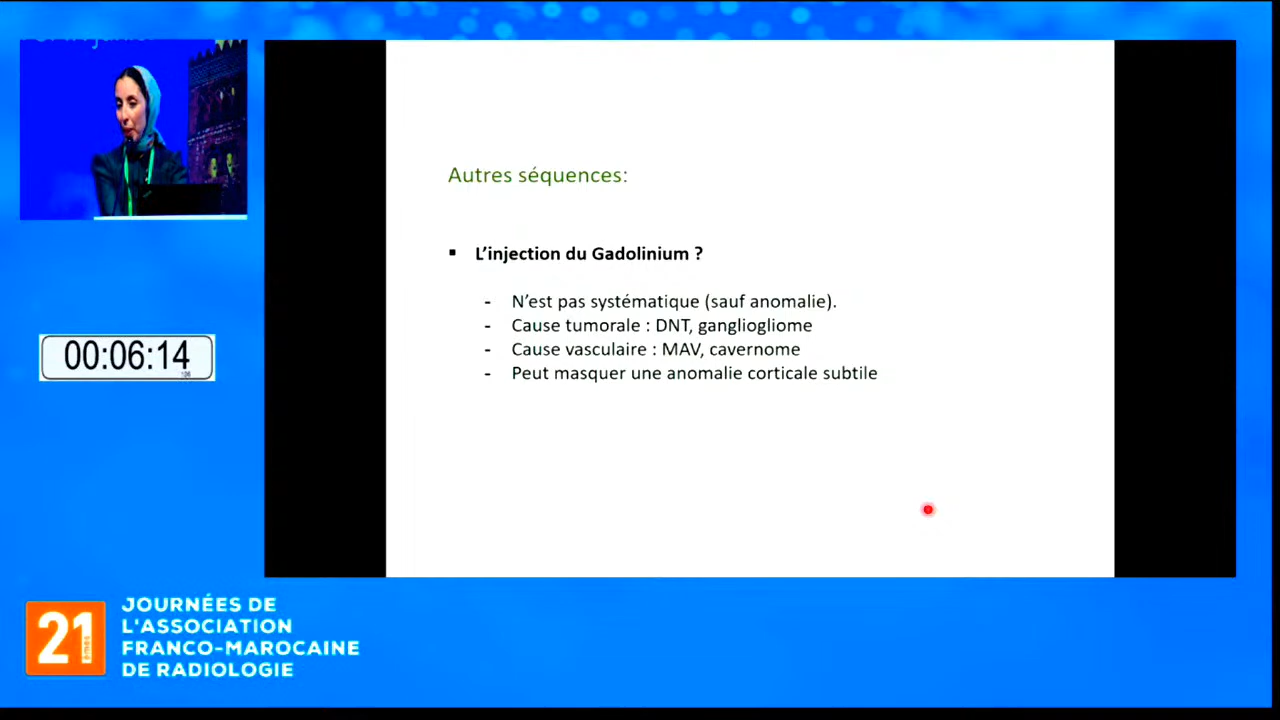 Autres séquences:
▪ L'injection du Gadolinium ?
- N'est pas systématique (sauf anomalie).
- Cause tumorale : DNT, gangliogliome
- Cause vasculaire : MAV, cavernome
- Peut masquer une anomalie corticale subtile
00:06:14
21 èmes
JOURNÉES DE
L'ASSOCIATION
FRANCO-MAROCAINE
DE RADIOLOGIE